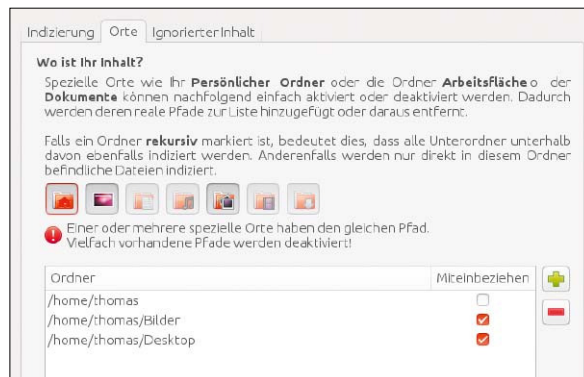 Indizierung Orte Ignorierter Inhalt
Wo ist Ihr Inhalt?
Spezielle Orte wie Ihr Persönlicher Ordner oder die Ordner Arbeitsfläche o der
Dokumente können nachfolgend einfach aktiviert oder deaktiviert werden. Dadurch
werden deren reale Pfade zur Liste hinzugefügt oder daraus entfernt.
Falls ein Ordner rekursiv markiert ist, bedeutet dies, dass alle Unterordner unterhalb
davon ebenfalls indiziert werden. Anderenfalls werden nur direkt in diesem Ordner
befindliche Dateien indiziert.
Einer oder mehrere spezielle Orte haben den gleichen Pfad.
Vielfach vorhandene Pfade werden deaktiviert!
Ordner Miteinbeziehen
/home/thomas
/home/thomas/Bilder
/home/thomas/Desktop